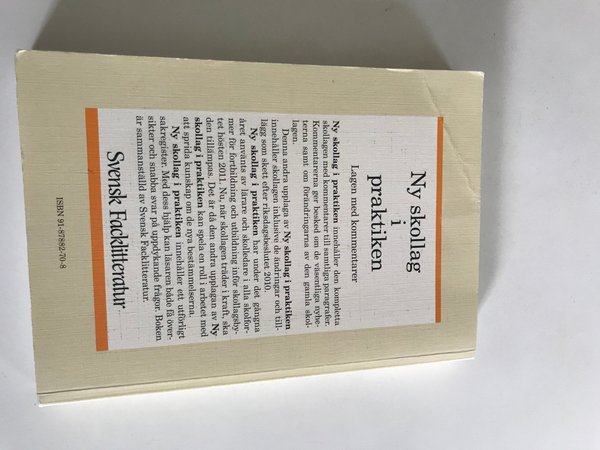 Ny skollag
i
praktiken
Lagen med kommentarer
Ny skollag i praktiken innehåller den kompletta
skollagen med kommentarer till samtliga paragrafer.
Kommentarerna ger besked om de väsentliga nyhe-
terna samt om förändringarna av den gamla skol-
lagen.
Denna andra upplaga av Ny skollag i praktiken
innehåller skollagen inklusive de ändringar och till-
lägg som skett efter riksdagsbeslutet 2010.
Ny skollag i praktiken har under det gångna
året använts av lärare och skolledare i alla skolfor-
mer för fortbildning och utbildning inför skollagsby-
tet hösten 2011. Nu, när skollagen träder i kraft, ska
den tillämpas. Det är då den andra upplagan av Ny
skollag i praktiken kan spela en roll i arbetet med
att sprida kunskap om de nya bestämmelserna.
Ny skollag i praktiken innehåller ett utförligt
sakregister. Med dess hjälp kan läsaren både få över-
sikter och snabba svar på uppdykande frågor. Boken
är sammanställd av Svensk Facklitteratur.
Svensk Facklitteratur
ISBN 91-87882-70-8